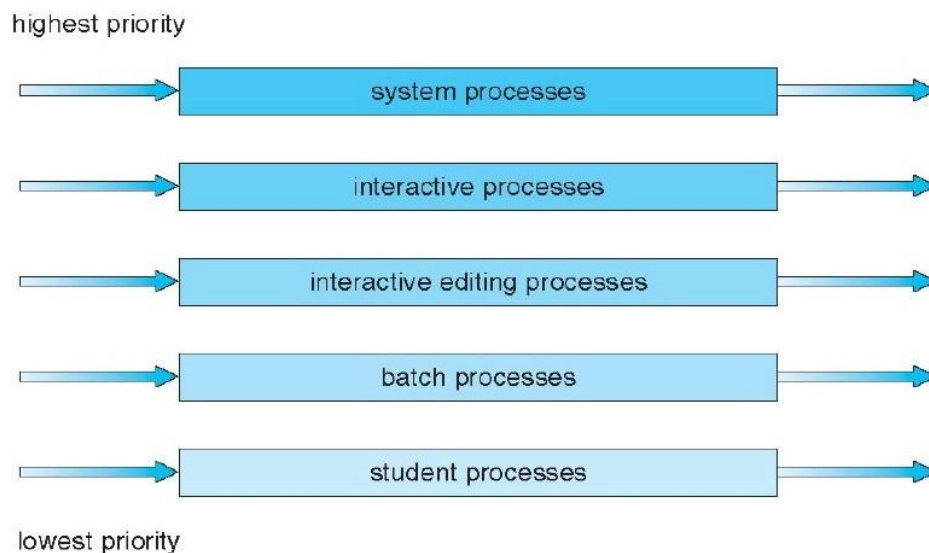 highest priority
system processes
interactive processes
interactive editing processes
batch processes
student processes
lowest priority